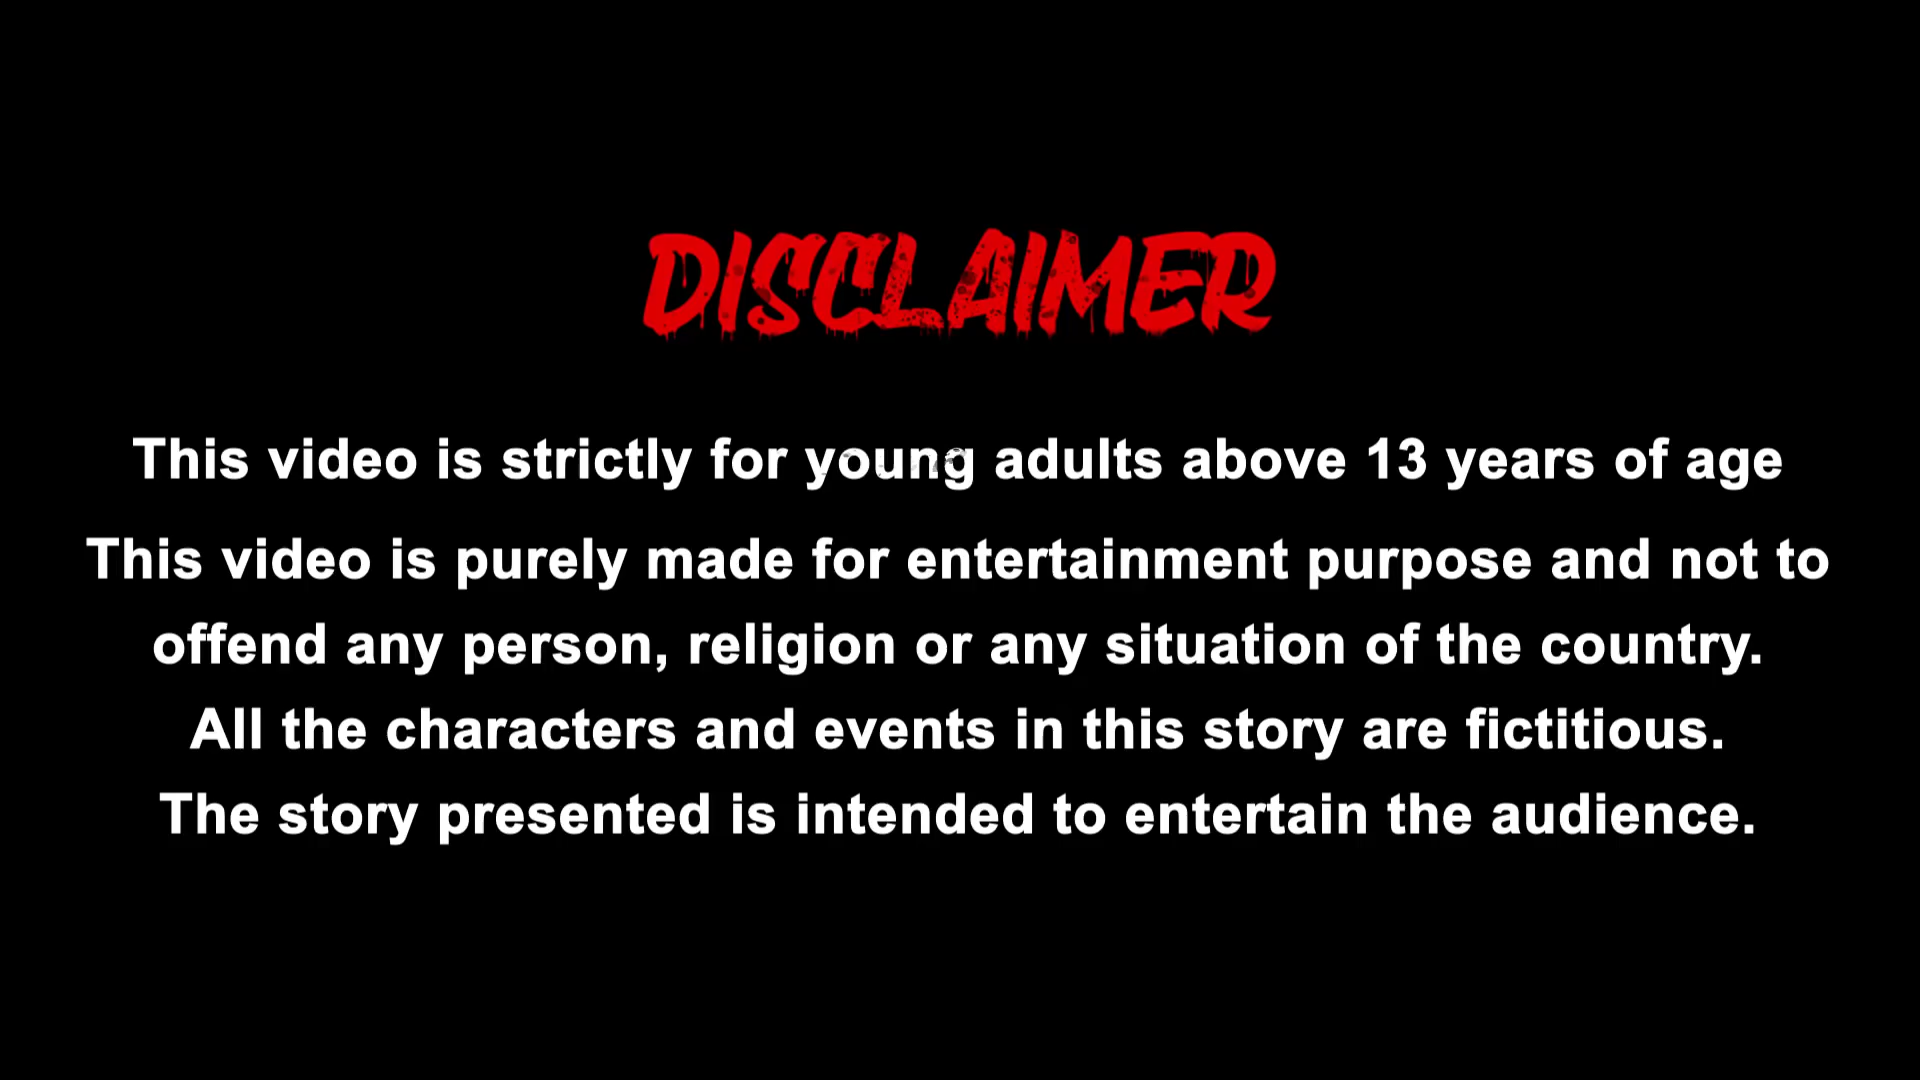 DISCLAIMER
This video is strictly for young adults above 13 years of age
This video is purely made for entertainment purpose and not to
offend any person, religion or any situation of the country.
All the characters and events in this story are fictitious.
The story presented is intended to entertain the audience.